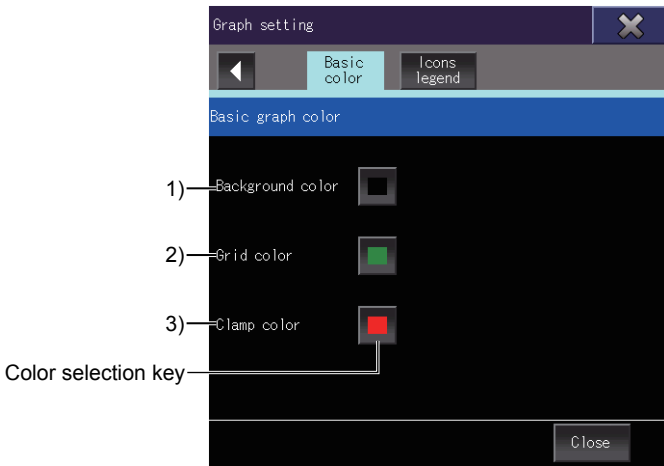 Graph setting
Basic
color
Icons
legend
Basic graph color
1) Background color
2) Grid color
3) Clamp color
Color selection key
Close